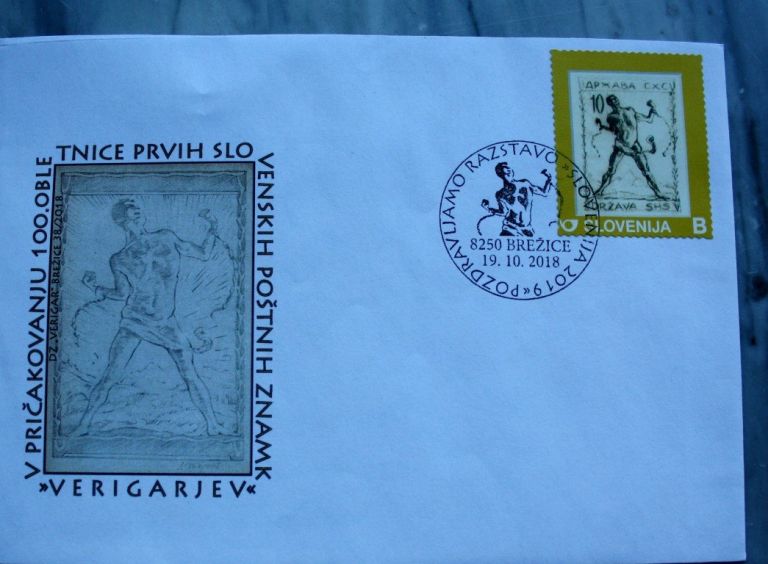 V PRIČAKOVANJU 100.OBLE
TNICE PRVIH SLO
VENSKIH POŠTNIH ZNAMK
»VERIGARJEV«
DZ „VERIGAR" BREŽICE 38/2018
POZDRAVLJAMO RAZSTAVO »SLOVENIJA 2019«
8250 BREŽICE
19. 10. 2018
ДРЖАВА СХС
10
DRŽAVA SHS
SLOVENIJA B